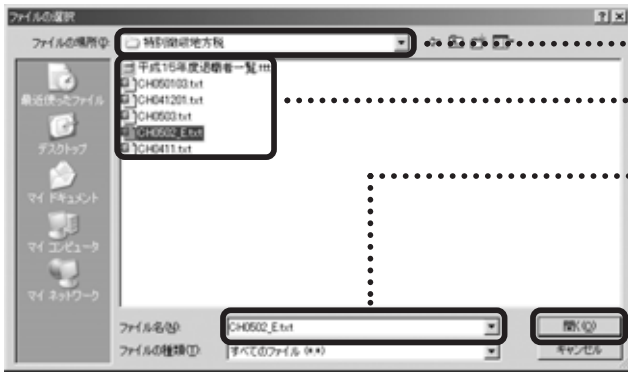 ファイルの選択
ファイルの場所(I):
特別徴収地方税
平成15年度退職者一覧.ttt
CH050103.txt
CH041201.txt
CH0503.txt
CH0502_E.txt
CH0411.txt
最近使ったファイル
デスクトップ
マイ ドキュメント
マイ コンピュータ
マイ ネットワーク
ファイル名(N):
CH0502_E.txt
開く(O)
ファイルの種類(T):
すべてのファイル (*.*)
キャンセル